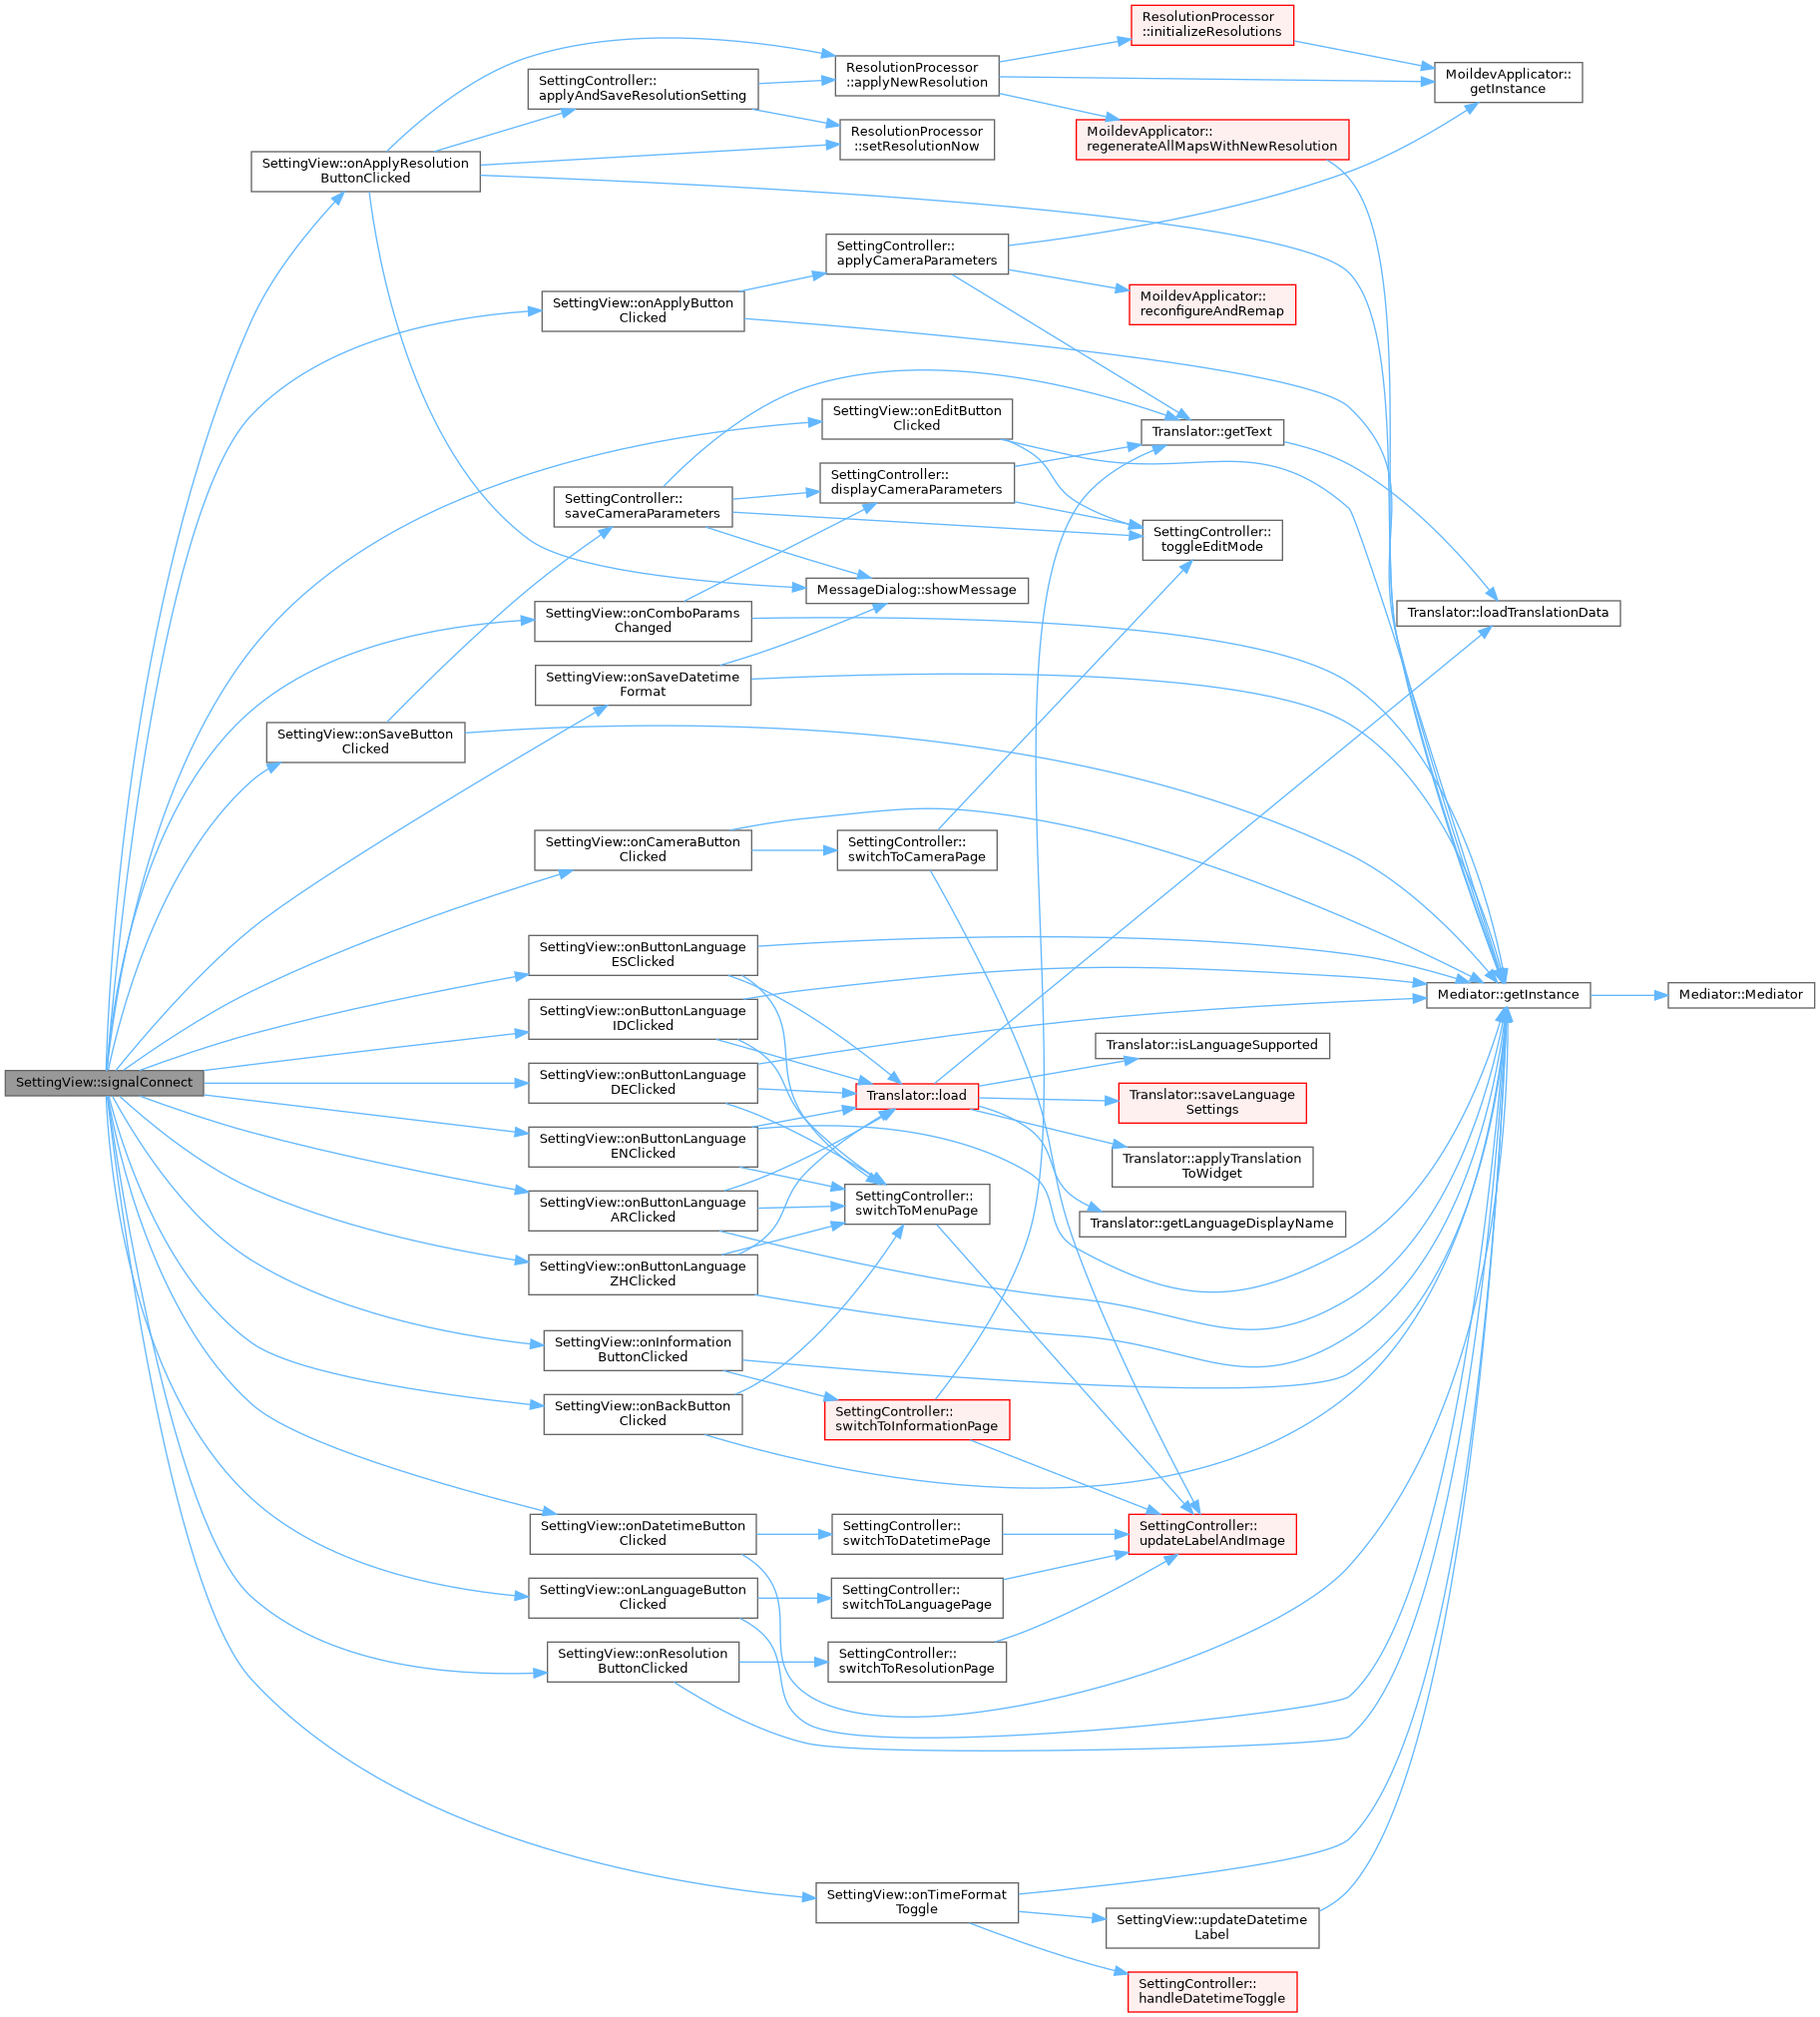 ResolutionProcessor
::initializeResolutions
ResolutionProcessor
::applyNewResolution
MoildevApplicator::
getInstance
SettingController::
applyAndSaveResolutionSetting
ResolutionProcessor
::setResolutionNow
MoildevApplicator::
regenerateAllMapsWithNewResolution
SettingView::onApplyResolution
ButtonClicked
SettingController::
applyCameraParameters
MoildevApplicator::
reconfigureAndRemap
SettingView::onApplyButton
Clicked
SettingView::onEditButton
Clicked
Translator::getText
SettingController::
displayCameraParameters
SettingController::
saveCameraParameters
SettingController::
toggleEditMode
MessageDialog::showMessage
SettingView::onComboParams
Changed
Translator::loadTranslationData
SettingView::onSaveDatetime
Format
SettingView::onSaveButton
Clicked
SettingView::onCameraButton
Clicked
SettingController::
switchToCameraPage
SettingView::onButtonLanguage
ESClicked
Mediator::getInstance
Mediator::Mediator
SettingView::onButtonLanguage
IDClicked
Translator::isLanguageSupported
SettingView::signalConnect
SettingView::onButtonLanguage
DEClicked
Translator::load
Translator::saveLanguage
Settings
SettingView::onButtonLanguage
ENClicked
Translator::applyTranslation
ToWidget
SettingView::onButtonLanguage
ARClicked
SettingController::
switchToMenuPage
Translator::getLanguageDisplayName
SettingView::onButtonLanguage
ZHClicked
SettingView::onInformation
ButtonClicked
SettingView::onBackButton
Clicked
SettingController::
switchToInformationPage
SettingView::onDatetimeButton
Clicked
SettingController::
switchToDatetimePage
SettingController::
updateLabelAndImage
SettingView::onLanguageButton
Clicked
SettingController::
switchToLanguagePage
SettingView::onResolution
ButtonClicked
SettingController::
switchToResolutionPage
SettingView::onTimeFormat
Toggle
SettingView::updateDatetime
Label
SettingController::
handleDatetimeToggle